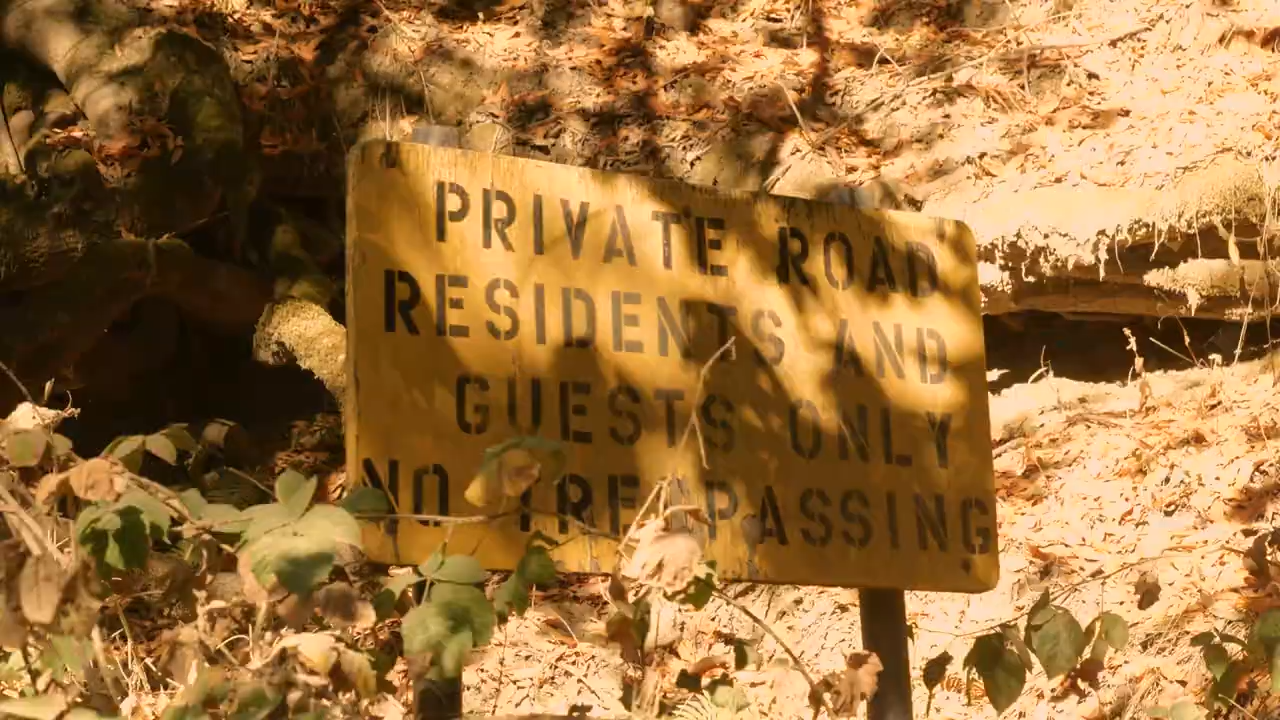 PRIVATE ROAD
RESIDENTS AND
GUESTS ONLY
NO TRESPASSING